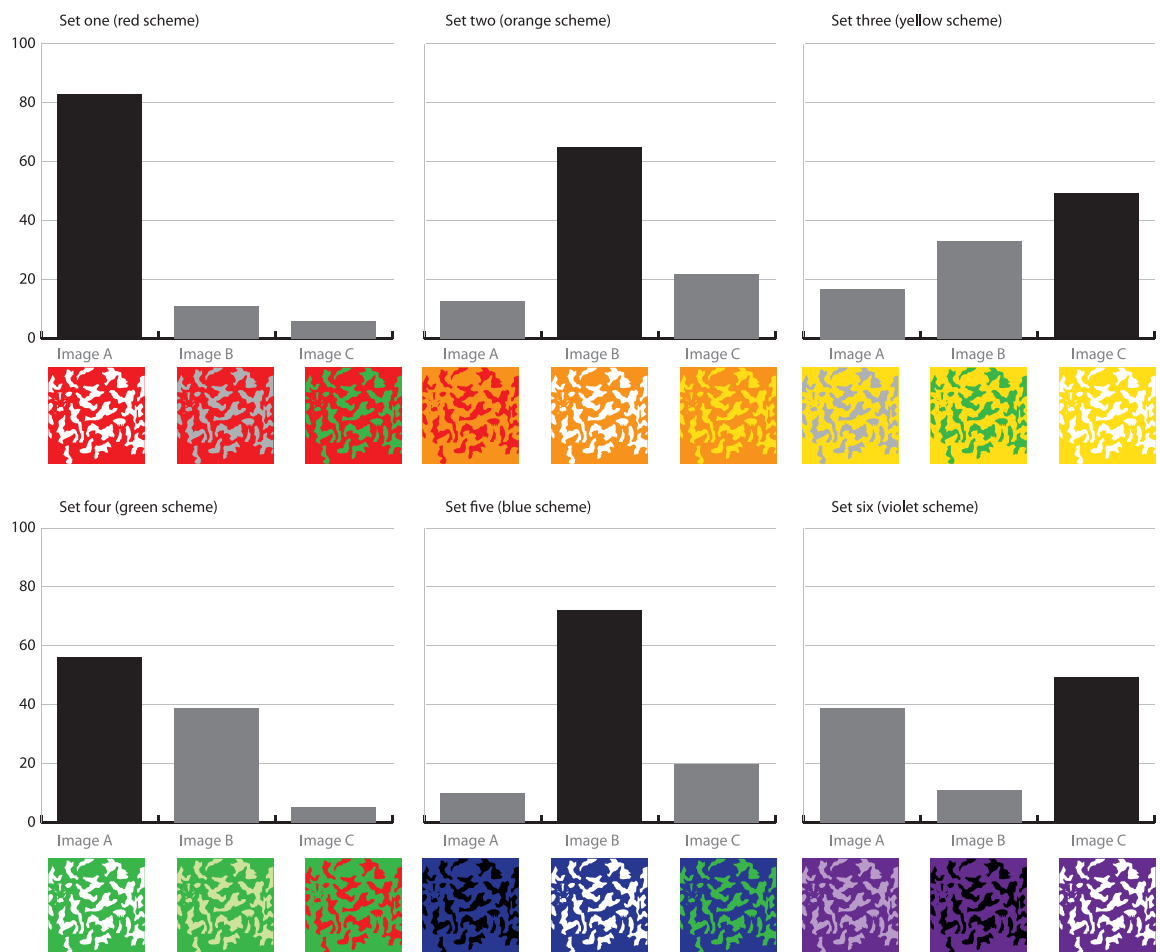 Set one (red scheme)
Set two (orange scheme)
Set three (yellow scheme)
100
80
60
40
20
0
Image A
Image B
Image C
Image A
Image B
Image C
Image A
Image B
Image C
Set four (green scheme)
Set five (blue scheme)
Set six (violet scheme)
100
80
60
40
20
0
Image A
Image B
Image C
Image A
Image B
Image C
Image A
Image B
Image C